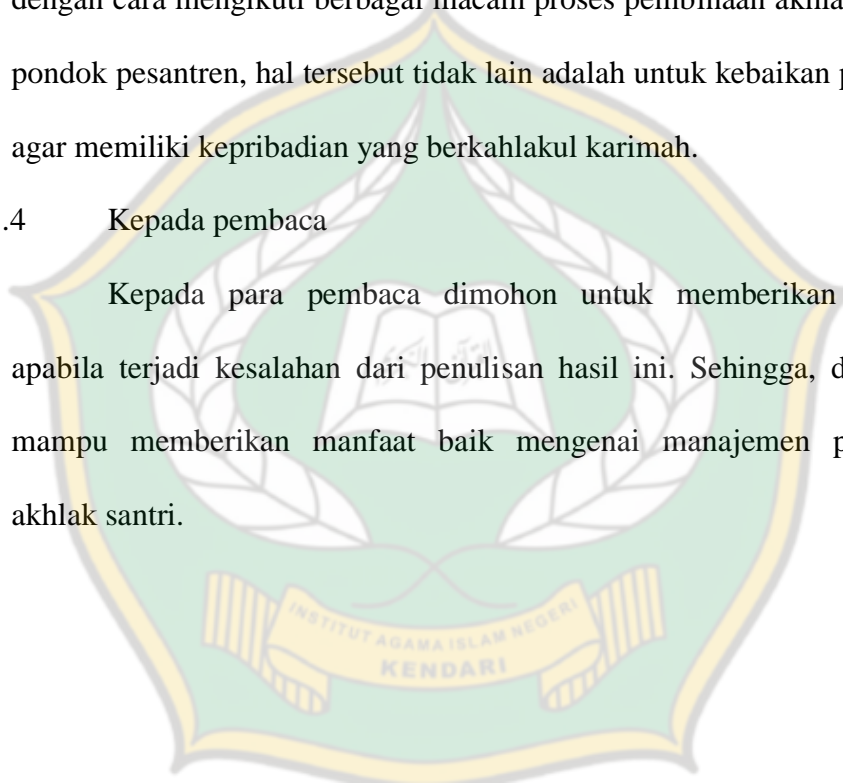 dengan cara mengikuti berbagai macam proses pembinaan akhla
pondok pesantren, hal tersebut tidak lain adalah untuk kebaikan p
agar memiliki kepribadian yang berkahlakul karimah.
.4 Kepada pembaca
Kepada para pembaca dimohon untuk memberikan
apabila terjadi kesalahan dari penulisan hasil ini. Sehingga, d
mampu memberikan manfaat baik mengenai manajemen p
akhlak santri.
القرآن الكريم
INSTITUT AGAMA ISLAM NEGERI
KENDARI